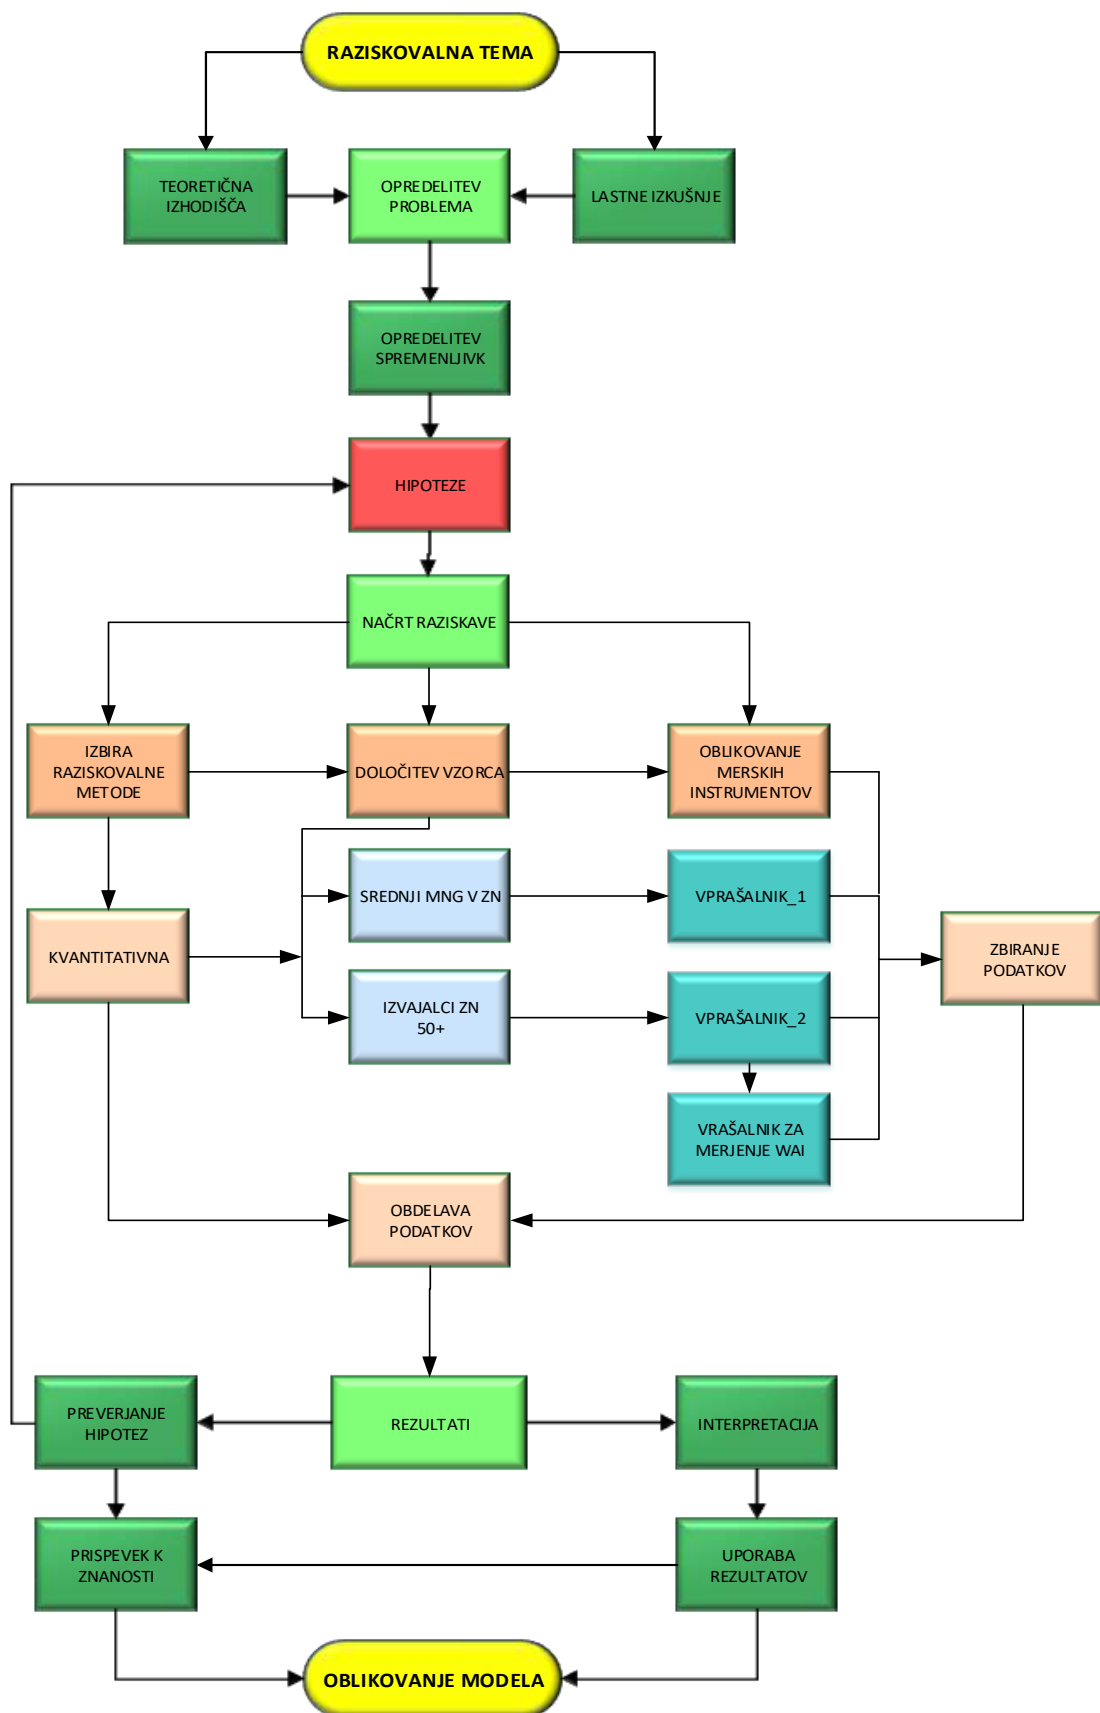 RAZISKOVALNA TEMA
TEORETIČNA
IZHODIŠČA
OPREDELITEV
PROBLEMA
LASTNE IZKUŠNJE
OPREDELITEV
SPREMENLJIVK
HIPOTEZE
NAČRT RAZISKAVE
IZBIRA
RAZISKOVALNE
METODE
DOLOČITEV VZORCA
OBLIKOVANJE
MERSKIH
INSTRUMENTOV
SREDNJI MNG V ZN
VPRAŠALNIK_1
KVANTITATIVNA
ZBIRANJE
PODATKOV
IZVAJALCI ZN
50+
VPRAŠALNIK_2
VRAŠALNIK ZA
MERJENJE WAI
OBDELAVA
PODATKOV
PREVERJANJE
HIPOTEZ
REZULTATI
INTERPRETACIJA
PRISPEVEK K
ZNANOSTI
UPORABA
REZULTATOV
OBLIKOVANJE MODELA